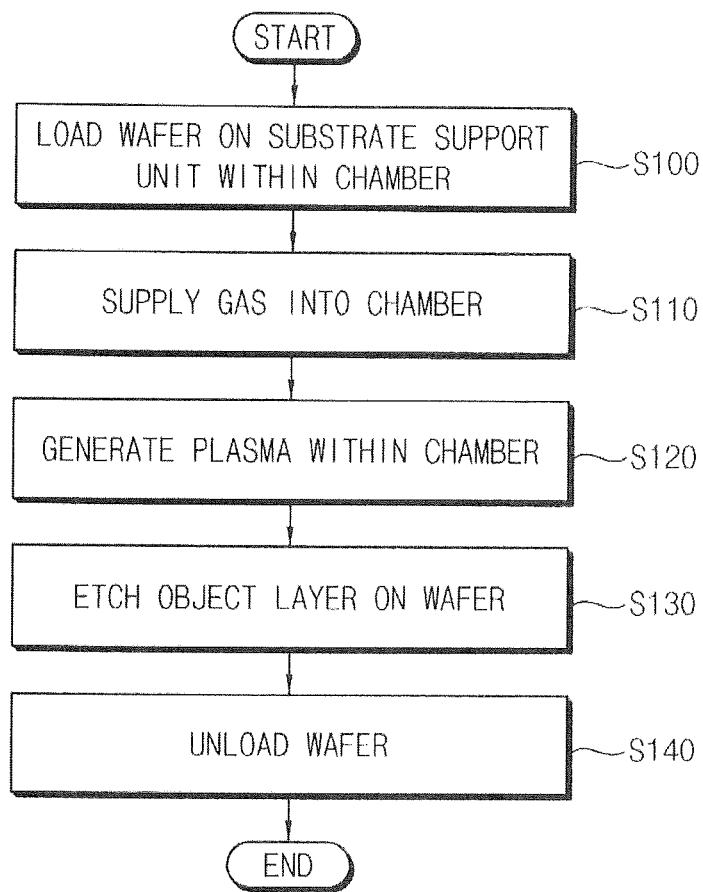 START
LOAD WAFER ON SUBSTRATE SUPPORT
UNIT WITHIN CHAMBER
S100
SUPPLY GAS INTO CHAMBER
S110
GENERATE PLASMA WITHIN CHAMBER
S120
ETCH OBJECT LAYER ON WAFER
S130
UNLOAD WAFER
S140
END